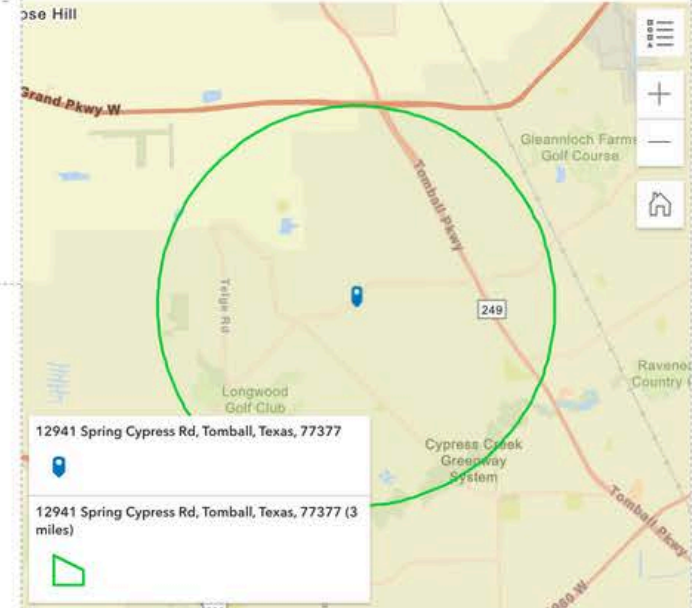 ose Hill
Grand Pkwy W
Gleannloch Farms
Golf Course
Tomball Pkwy
Telge Rd
249
Ravene
Country
Longwood
Golf Club
12941 Spring Cypress Rd, Tomball, Texas, 77377
Cypress Creek
Greenway
System
12941 Spring Cypress Rd, Tomball, Texas, 77377 (3
miles)
Tomball Pkwy
960 W